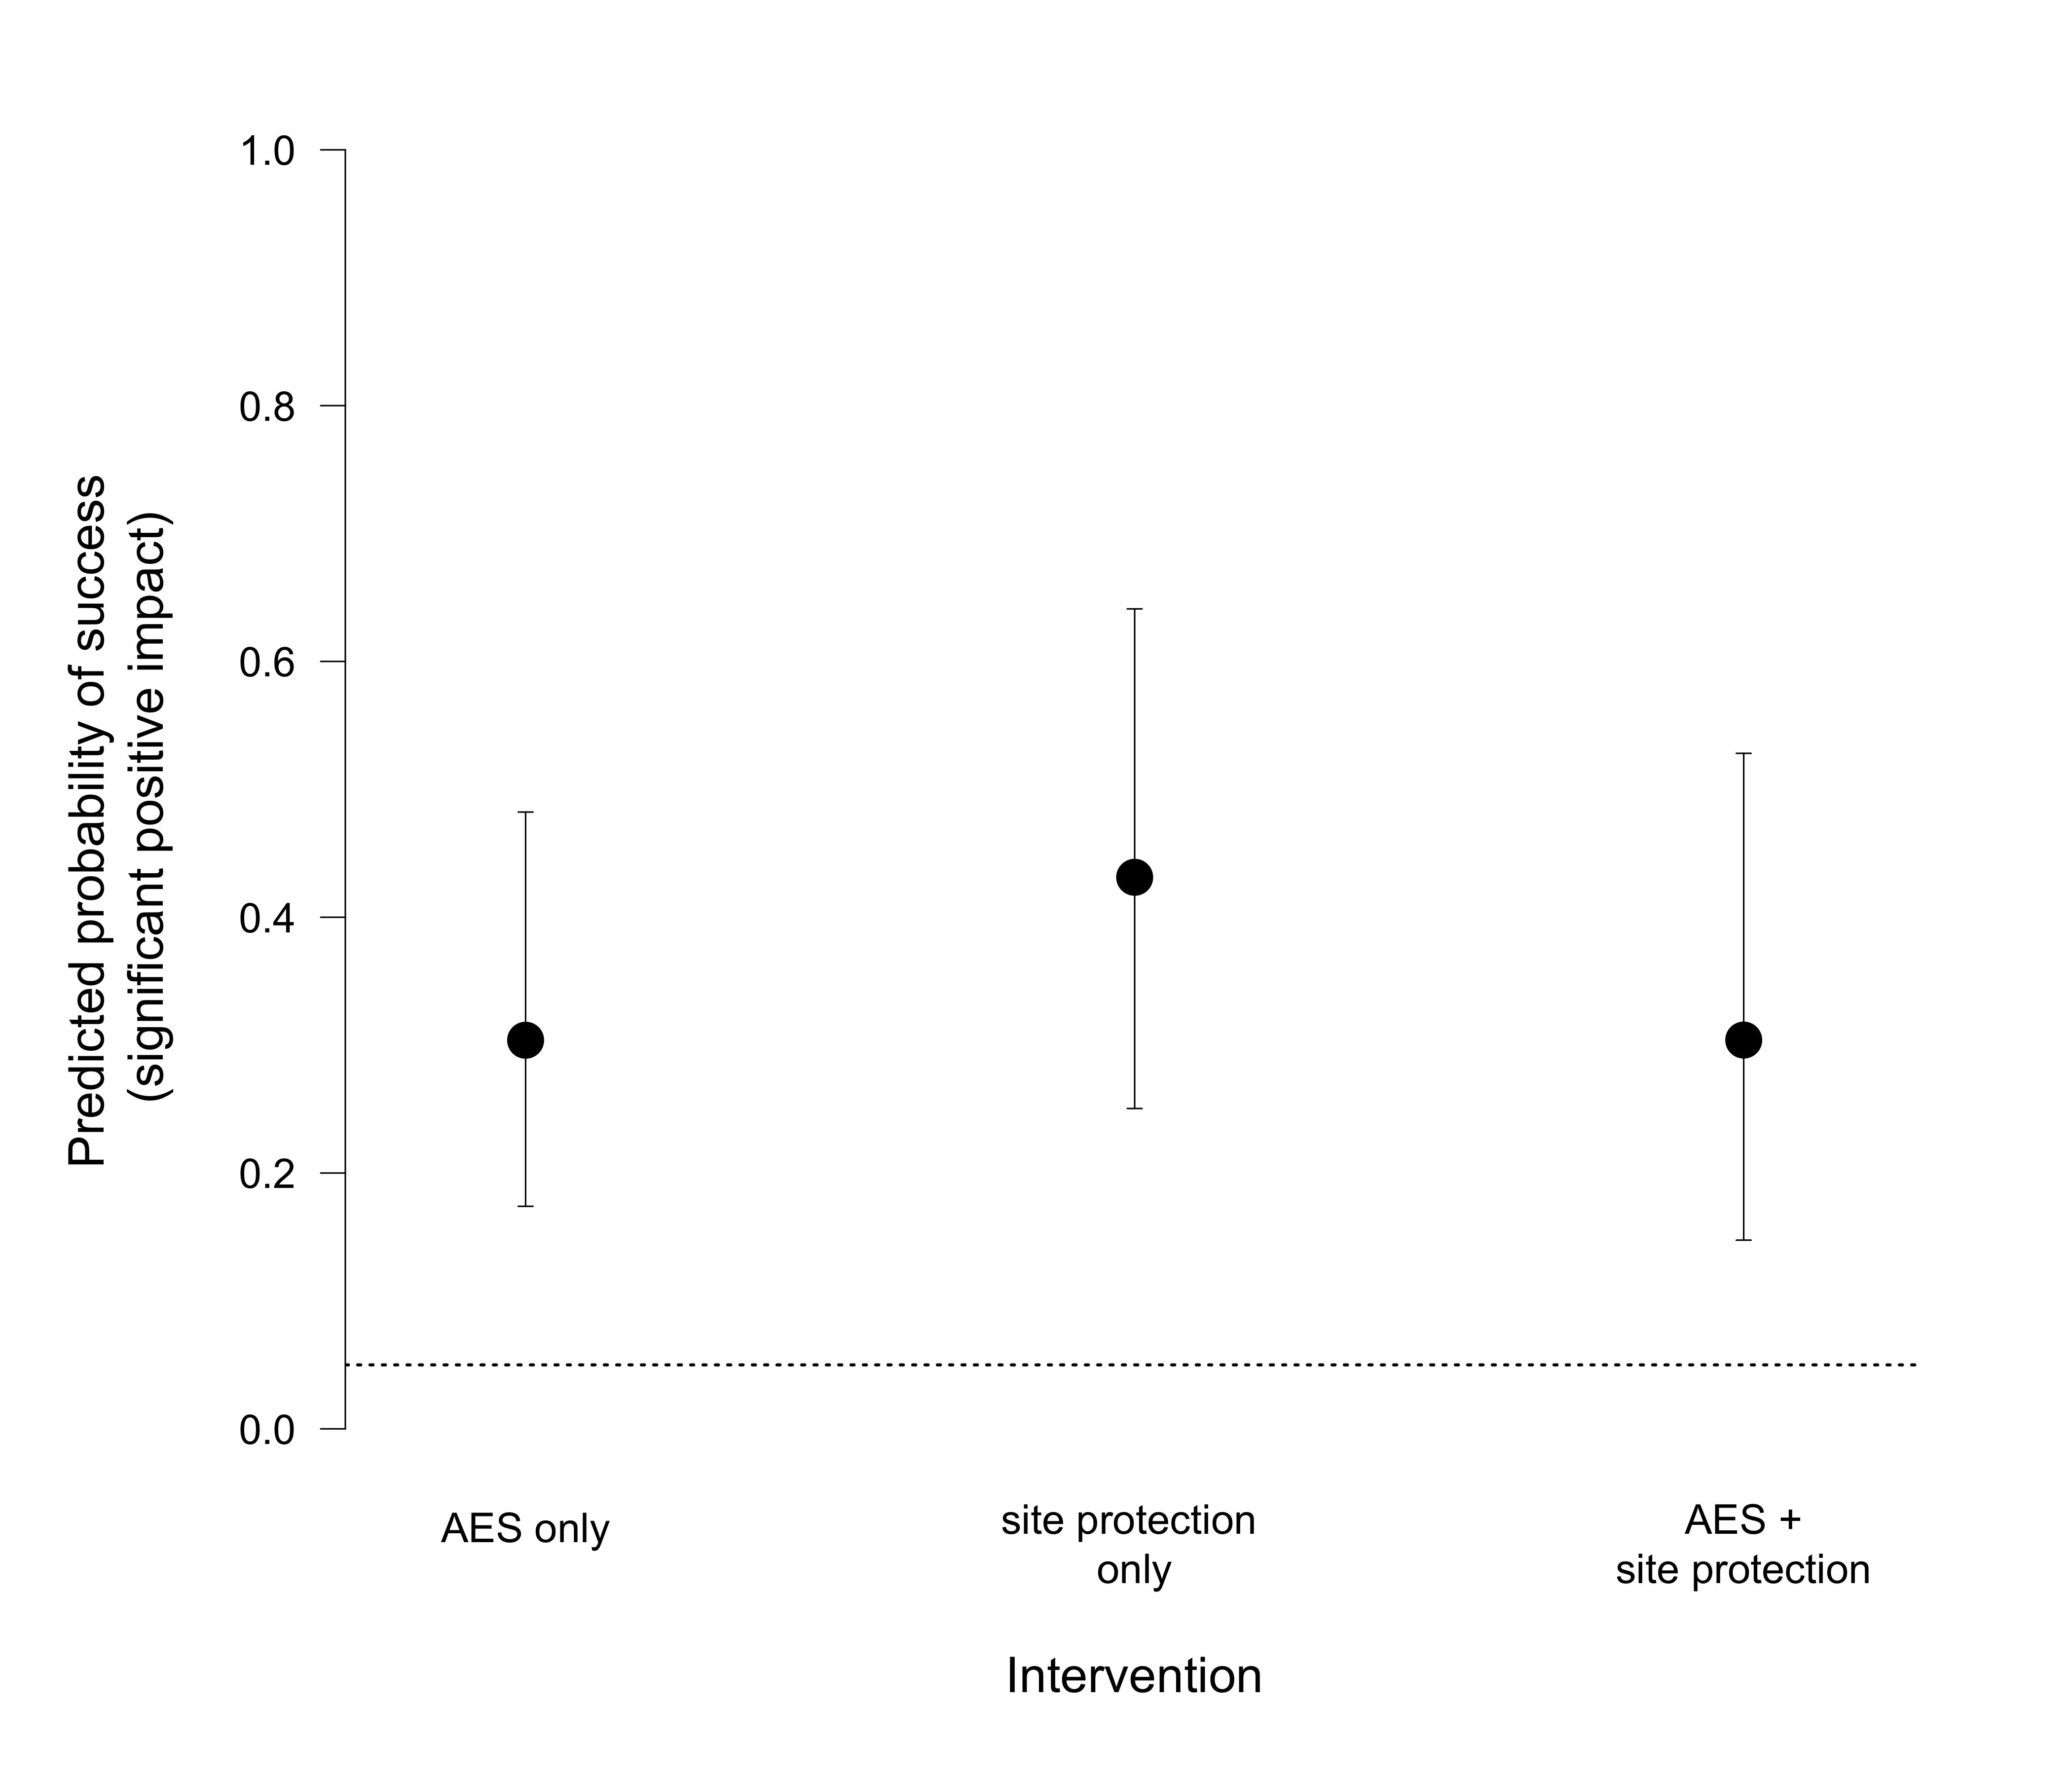 Predicted probability of success
(significant positive impact)
1.0
0.8
0.6
0.4
0.2
0.0
AES only
site protection
only
AES +
site protection
Intervention